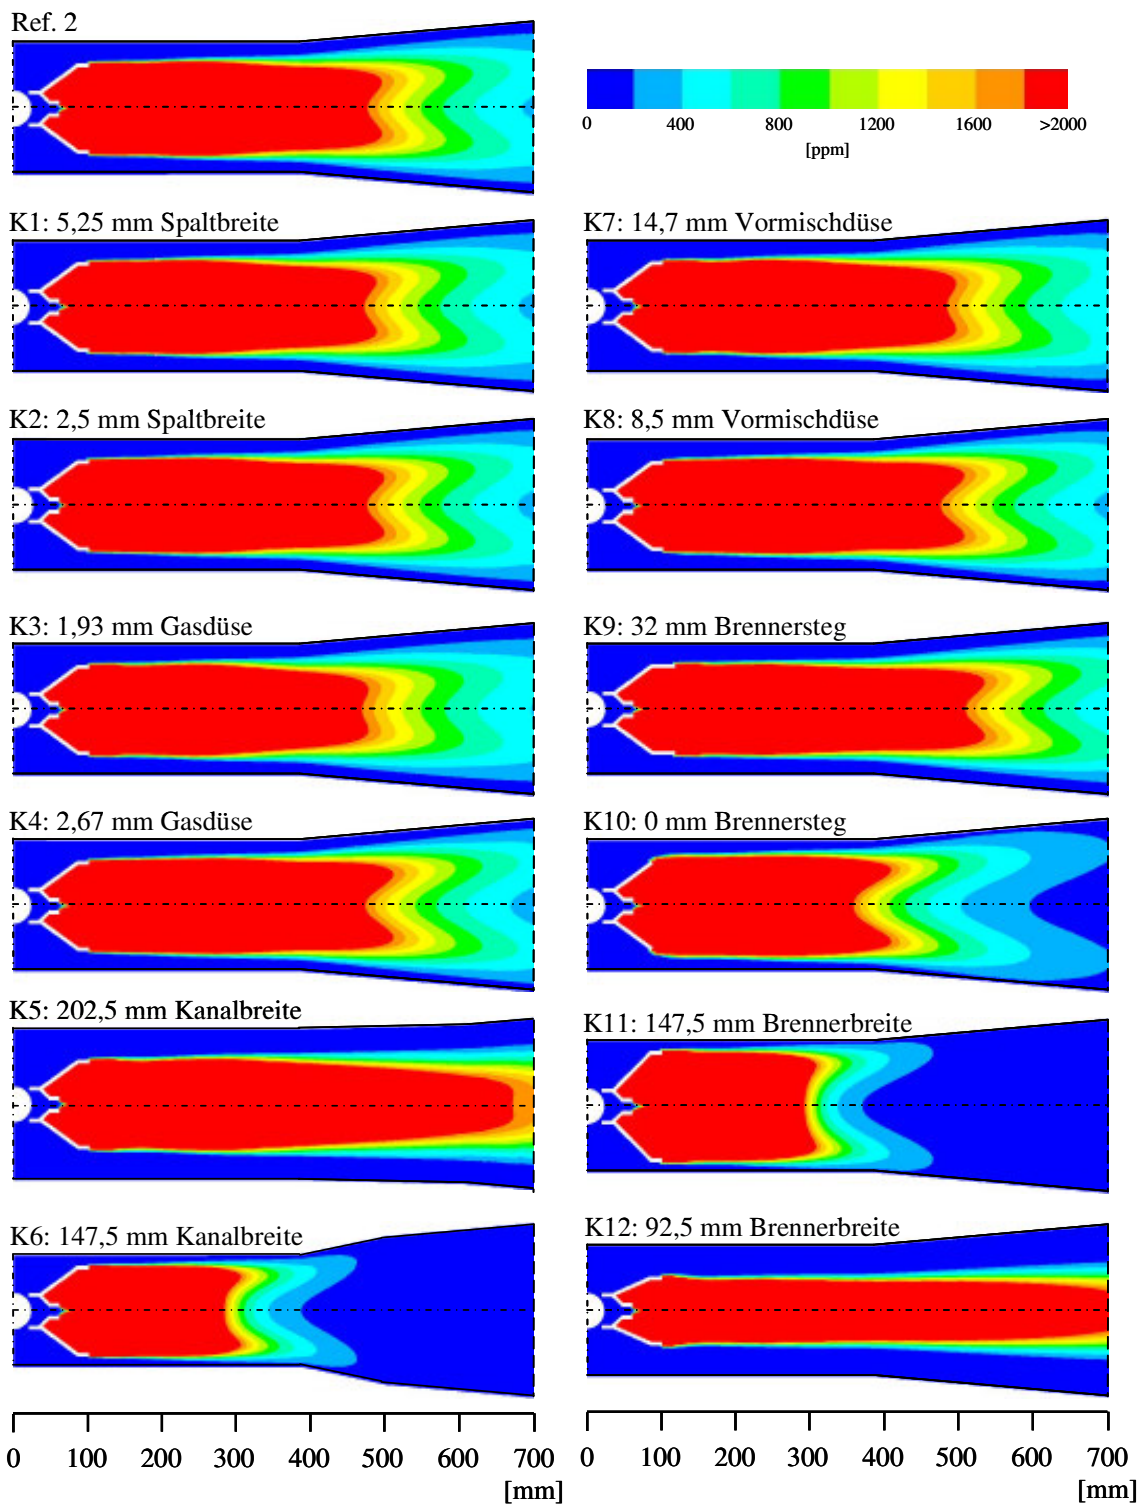 Ref. 2
0 400 800 1200 1600 >2000
[ppm]
K1: 5,25 mm Spaltbreite
K7: 14,7 mm Vormischdüse
K2: 2,5 mm Spaltbreite
K8: 8,5 mm Vormischdüse
K3: 1,93 mm Gasdüse
K9: 32 mm Brennersteg
K4: 2,67 mm Gasdüse
K10: 0 mm Brennersteg
K5: 202,5 mm Kanalbreite
K11: 147,5 mm Brennerbreite
K6: 147,5 mm Kanalbreite
K12: 92,5 mm Brennerbreite
0 100 200 300 400 500 600 700
[mm]
0 100 200 300 400 500 600 700
[mm]